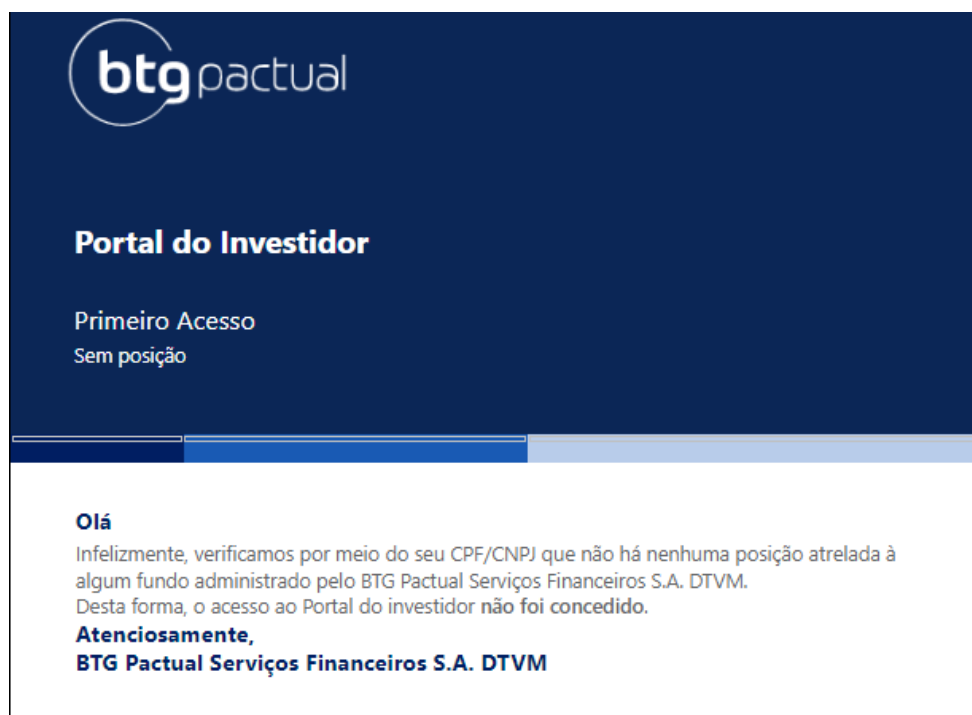 btgpactual
Portal do Investidor
Primeiro Acesso
Sem posição
Olá
Infelizmente, verificamos por meio do seu CPF/CNPJ que não há nenhuma posição atrelada à
algum fundo administrado pelo BTG Pactual Serviços Financeiros S.A. DTVM.
Desta forma, o acesso ao Portal do investidor não foi concedido.
Atenciosamente,
BTG Pactual Serviços Financeiros S.A. DTVM